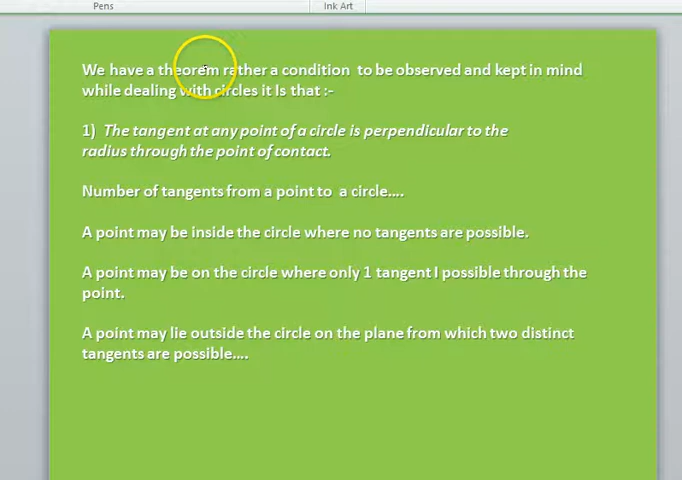 Pens
Ink Art
We have a theorem rather a condition to be observed and kept in mind
while dealing with circles it Is that :-
1) The tangent at any point of a circle is perpendicular to the
radius through the point of contact.
Number of tangents from a point to a circle....
A point may be inside the circle where no tangents are possible.
A point may be on the circle where only 1 tangent I possible through the
point.
A point may lie outside the circle on the plane from which two distinct
tangents are possible....